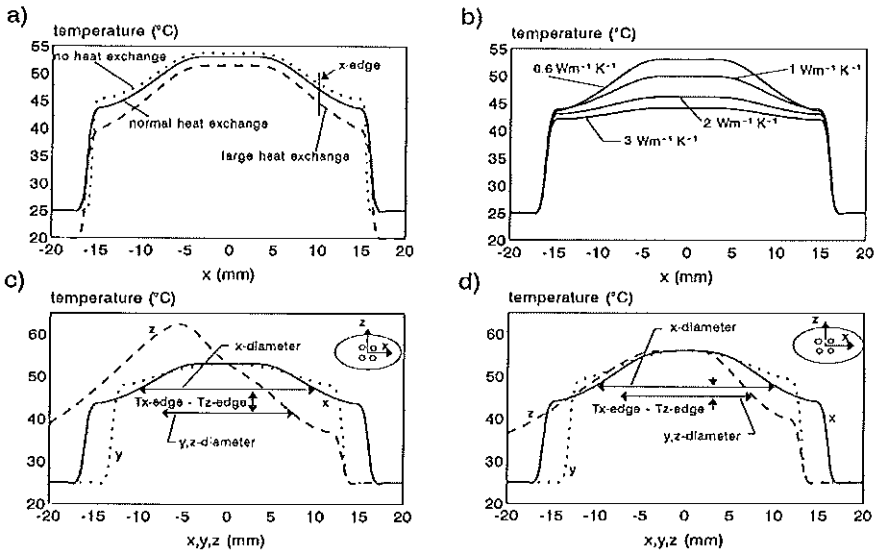 a)
temperature (°C)
55
50
45
40
35
30
25
20
no heat exchange
x-edge
normal heat exchange
large heat exchange
-20 -15 -10 -5 0 5 10 15 20
x (mm)
b)
temperature (°C)
55
50
45
40
35
30
25
20
0.6 Wm⁻¹ K⁻¹
1 Wm⁻¹ K⁻¹
2 Wm⁻¹ K⁻¹
3 Wm⁻¹ K⁻¹
-20 -15 -10 -5 0 5 10 15 20
x (mm)
c)
temperature (°C)
60
50
40
30
20
z
x-diameter
z
x
Tx-edge - Tz-edge
x
y,z-diameter
y
-20 -15 -10 -5 0 5 10 15 20
x,y,z (mm)
d)
temperature (°C)
60
50
40
30
20
x-diameter
z
x
Tx-edge - Tz-edge
z
x
y,z-diameter
y
-20 -15 -10 -5 0 5 10 15 20
x,y,z (mm)